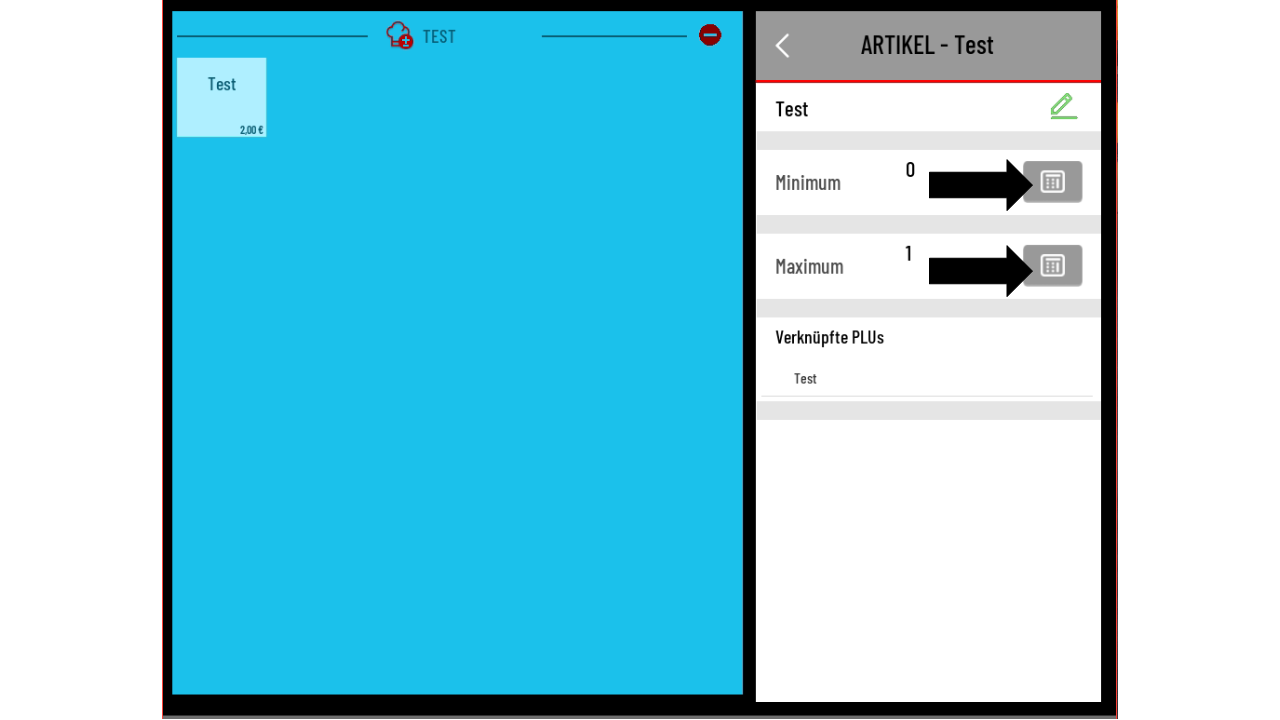 TEST
Test
2,00 €
ARTIKEL - Test
Test
Minimum 0
Maximum 1
Verknüpfte PLUs
Test